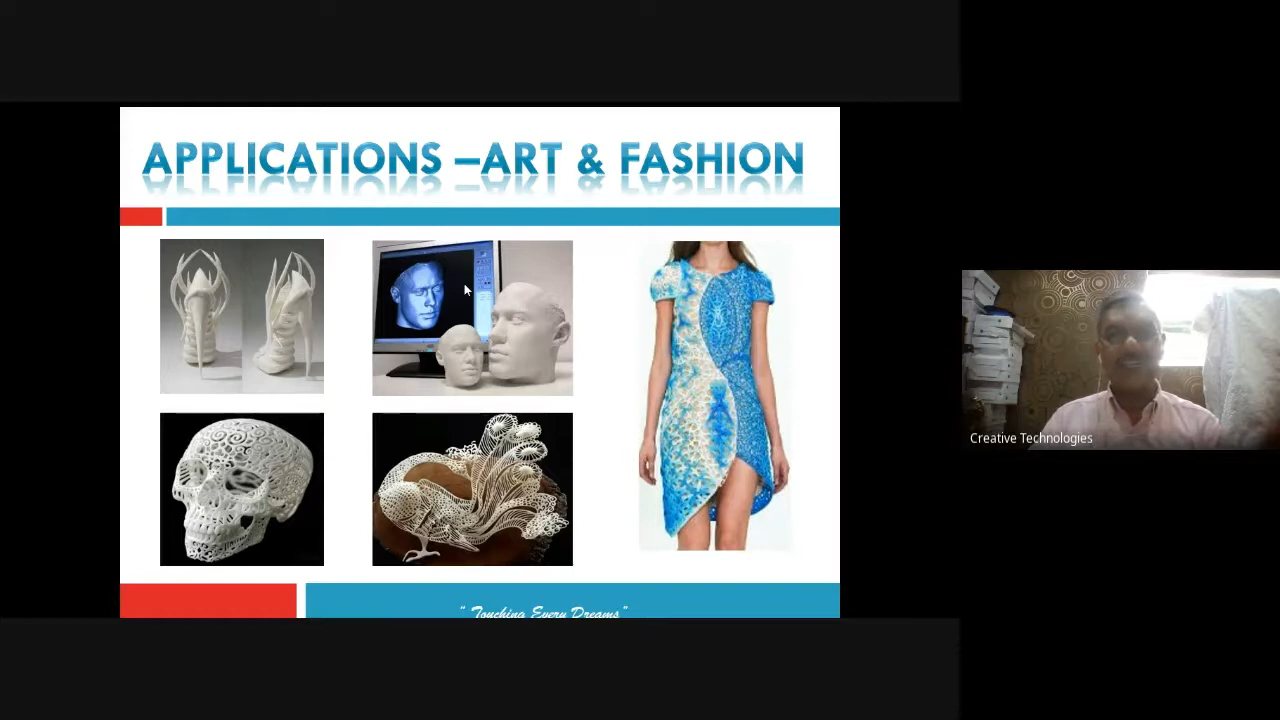 APPLICATIONS –ART & FASHION
Creative Technologies
" Touching Every Dreams"